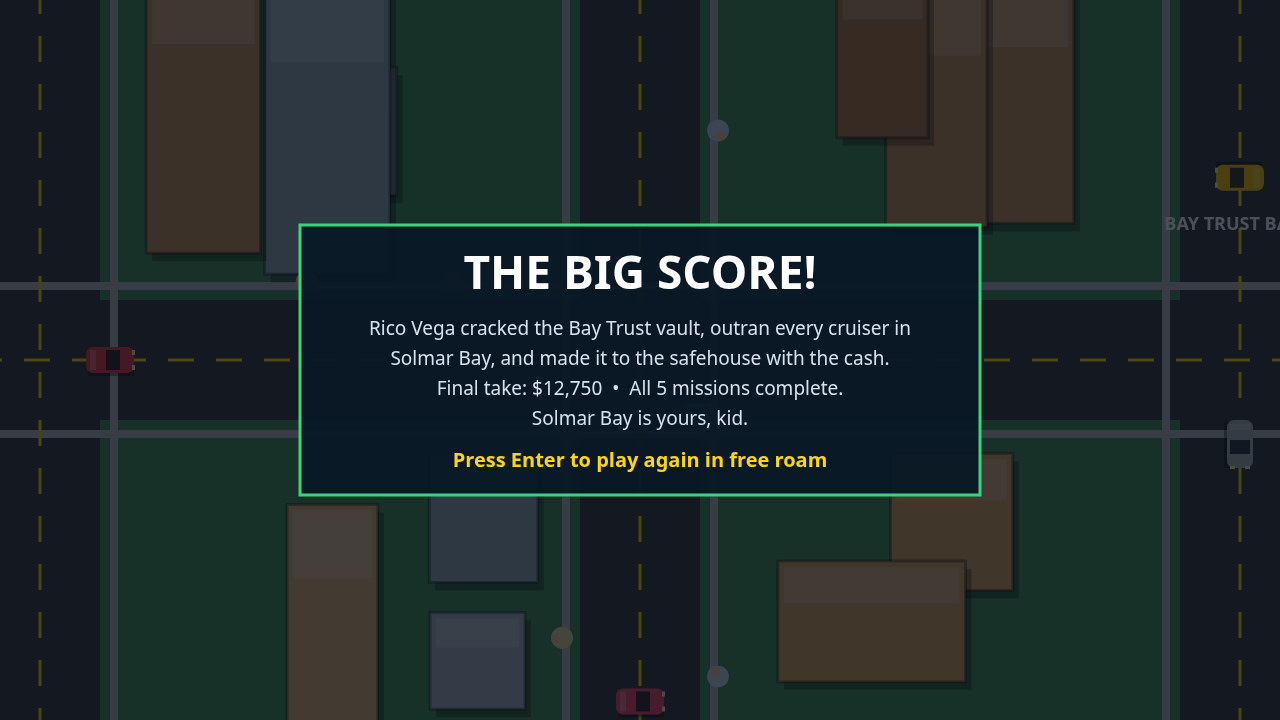 BAY TRUST
THE BIG SCORE!
Rico Vega cracked the Bay Trust vault, outran every cruiser in
Solmar Bay, and made it to the safehouse with the cash.
Final take: $12,750 • All 5 missions complete.
Solmar Bay is yours, kid.
Press Enter to play again in free roam